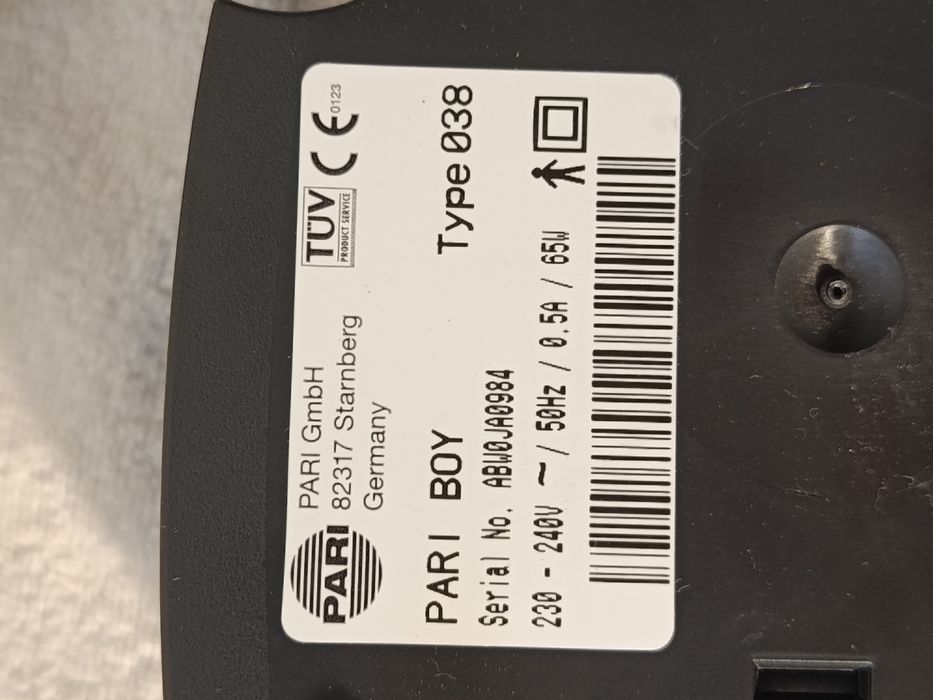 PARI
PARI GmbH
82317 Starnberg
Germany
TÜV
PRODUCT SERVICE
CE 0123
PARI BOY
Type 038
Serial No. ABW0JA0984
230 - 240V ~ / 50Hz / 0.5A / 65W